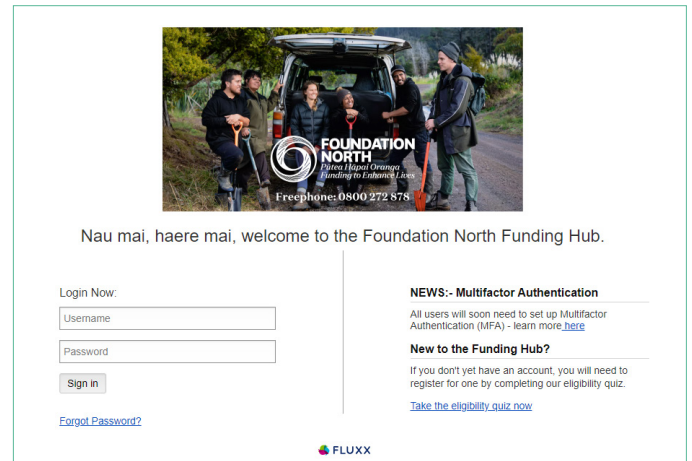 FOUNDATION
NORTH
Pūtea Hāpai Oranga
Funding to Enhance Lives
Freephone: 0800 272 878
Nau mai, haere mai, welcome to the Foundation North Funding Hub.
Login Now:
Username
Password
Sign in
Forgot Password?
NEWS:- Multifactor Authentication
All users will soon need to set up Multifactor
Authentication (MFA) - learn more here
New to the Funding Hub?
If you don't yet have an account, you will need to
register for one by completing our eligibility quiz.
Take the eligibility quiz now
FLUXX